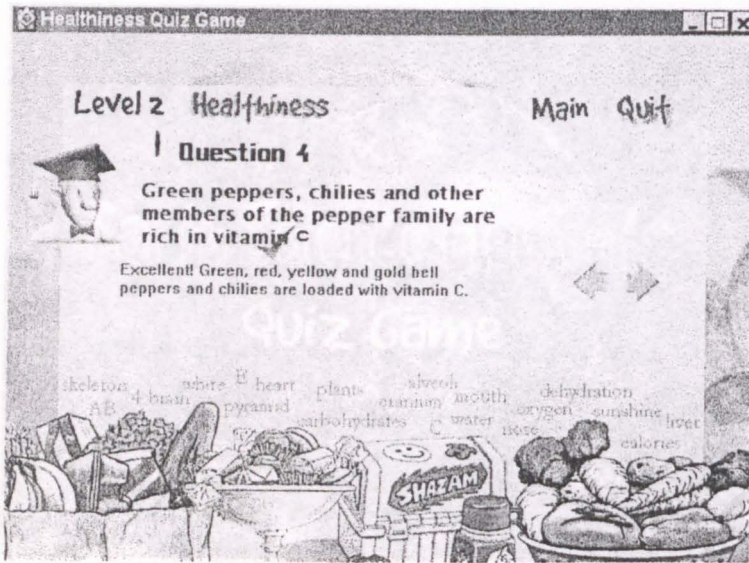 Healthiness Quiz Game
Level 2 Healthiness Main Quit
Question 4
Green peppers, chilies and other
members of the pepper family are
rich in vitamin C
Excellent! Green, red, yellow and gold bell
peppers and chilies are loaded with vitamin C.
Quiz Game
skeleton white E heart plants alveoli dehydration
AB 4 brain pyramid cranium mouth oxygen sunshine
carbohydrates C water nose liver
calories
SHAZAM